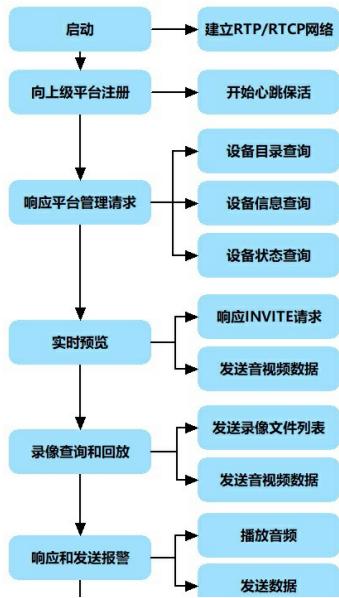 启动
建立RTP/RTCP网络
向上级平台注册
开始心跳保活
响应平台管理请求
设备目录查询
设备信息查询
设备状态查询
实时预览
响应INVITE请求
发送音视频数据
录像查询和回放
发送录像文件列表
发送音视频数据
响应和发送报警
播放音频
发送数据